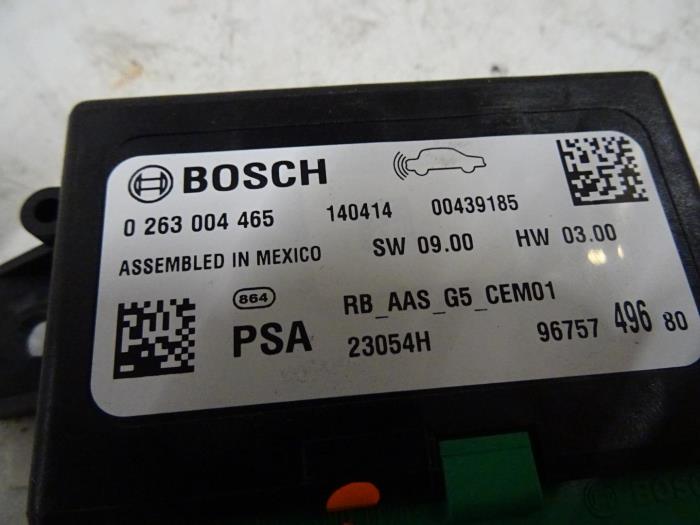 BOSCH
0 263 004 465 140414 00439185
ASSEMBLED IN MEXICO SW 09.00 HW 03.00
864 RB_AAS_G5_CEM01
PSA 23054H 96757 496 80
BOSCH